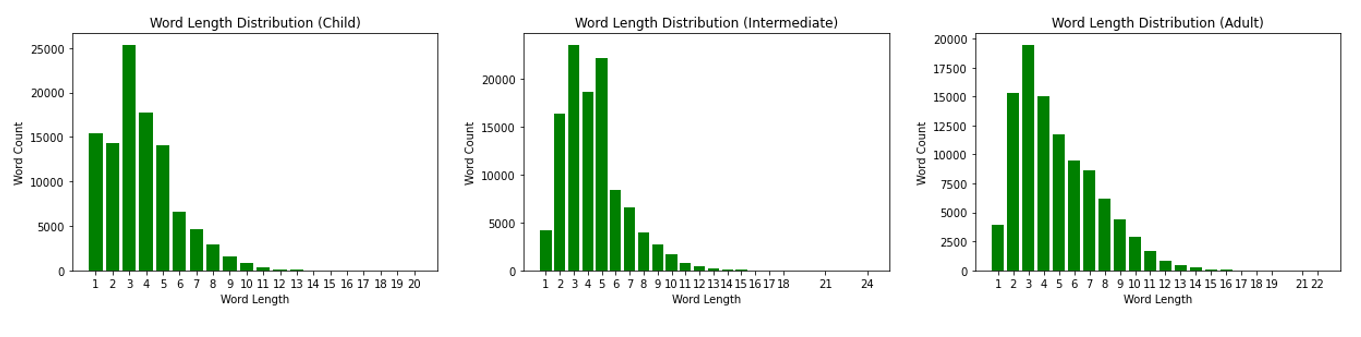 Word Length Distribution (Child)
Word Count
25000
20000
15000
10000
5000
0
1 2 3 4 5 6 7 8 9 10 11 12 13 14 15 16 17 18 19 20
Word Length
Word Length Distribution (Intermediate)
Word Count
20000
15000
10000
5000
0
1 2 3 4 5 6 7 8 9 10 11 12 13 14 15 16 17 18 21 24
Word Length
Word Length Distribution (Adult)
Word Count
20000
17500
15000
12500
10000
7500
5000
2500
0
1 2 3 4 5 6 7 8 9 10 11 12 13 14 15 16 17 18 19 21 22
Word Length